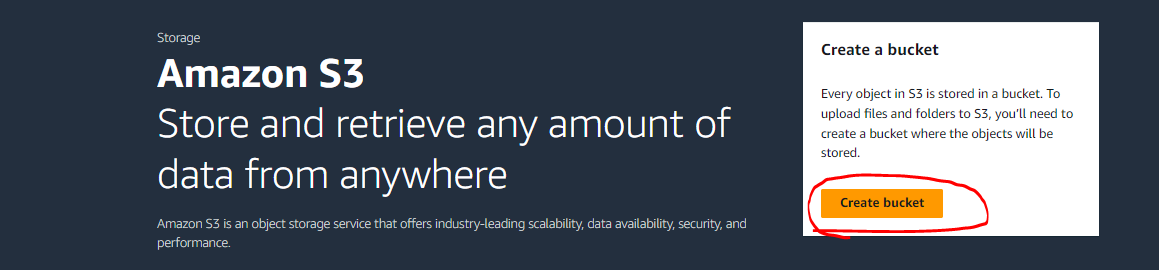 Storage
Amazon S3
Store and retrieve any amount of
data from anywhere
Amazon S3 is an object storage service that offers industry-leading scalability, data availability, security, and
performance.
Create a bucket
Every object in S3 is stored in a bucket. To
upload files and folders to S3, you'll need to
create a bucket where the objects will be
stored.
Create bucket